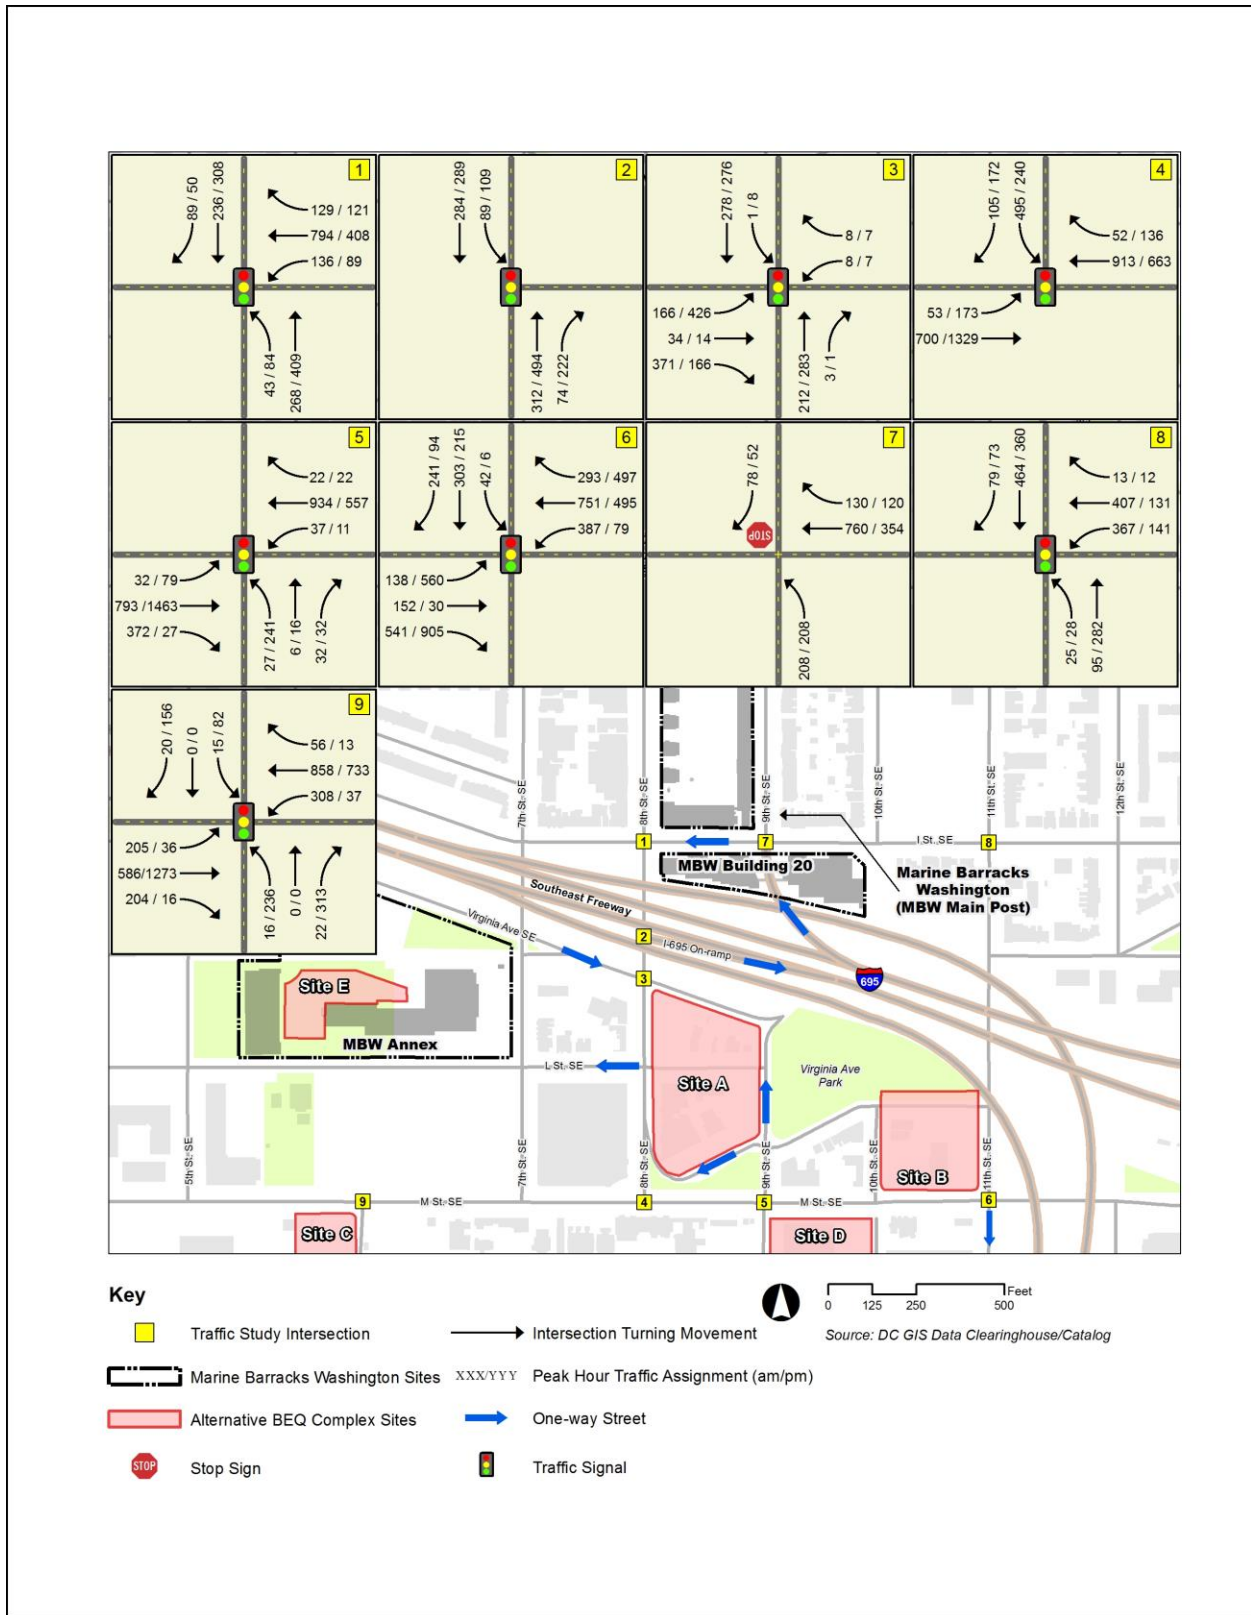 1
89 / 50
236 / 308
129 / 121
794 / 408
136 / 89
43 / 84
268 / 409
2
284 / 289
89 / 109
312 / 494
74 / 222
3
278 / 276
1 / 8
8 / 7
8 / 7
166 / 426
34 / 14
371 / 166
212 / 283
3 / 1
4
105 / 172
495 / 240
52 / 136
913 / 663
53 / 173
700 /1329
5
22 / 22
934 / 557
37 / 11
32 / 79
793 /1463
372 / 27
27 / 241
6 / 16
32 / 32
6
241 / 94
303 / 215
42 / 6
293 / 497
751 / 495
387 / 79
138 / 560
152 / 30
541 / 905
7
78 / 52
STOP
130 / 120
760 / 354
208 / 208
8
79 / 73
464 / 360
13 / 12
407 / 131
367 / 141
25 / 28
95 / 282
9
20 / 156
0 / 0
15 / 82
56 / 13
858 / 733
308 / 37
205 / 36
586/1273
204 / 16
16 / 236
0 / 0
22 / 313
7th St. SE
8th St. SE
9th St. SE
10th St. SE
11th St. SE
12th St. SE
1
7
I St. SE
8
MBW Building 20
Marine Barracks
Washington
(MBW Main Post)
Southeast Freeway
Virginia Ave SE
2
I-695 On-ramp
3
695
Site E
MBW Annex
L St. SE
Site A
Virginia Ave
Park
Site B
5th St. SE
7th St. SE
8th St. SE
9th St. SE
10th St. SE
11th St. SE
9
M St. SE
4
5
M St. SE
6
Site C
Site D
Key
Feet
0 125 250 500
Traffic Study Intersection
Intersection Turning Movement
Source: DC GIS Data Clearinghouse/Catalog
Marine Barracks Washington Sites
XXX/YYY Peak Hour Traffic Assignment (am/pm)
Alternative BEQ Complex Sites
One-way Street
STOP
Stop Sign
Traffic Signal